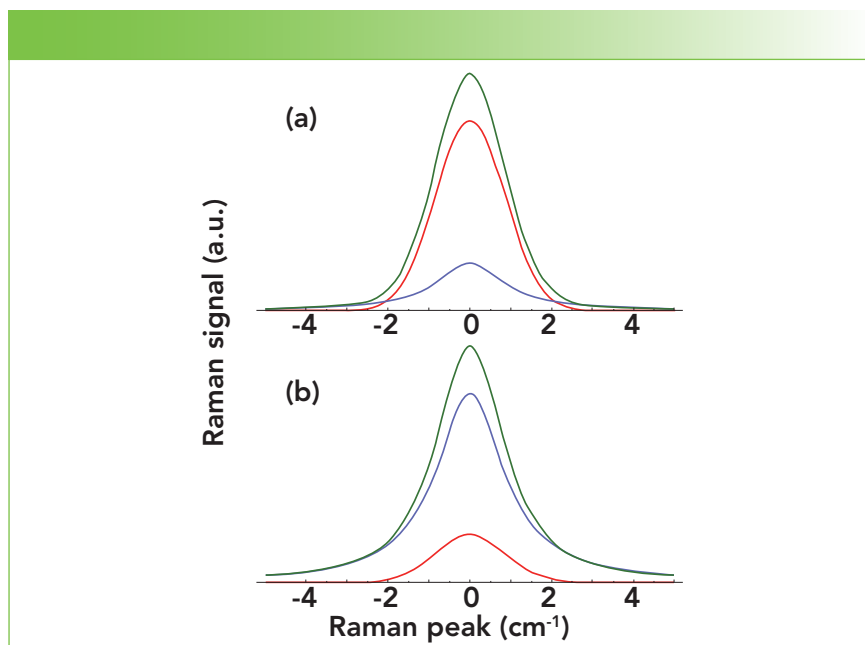 (a)
Raman signal (a.u.)
-4 -2 0 2 4
(b)
-4 -2 0 2 4
Raman peak (cm⁻¹)